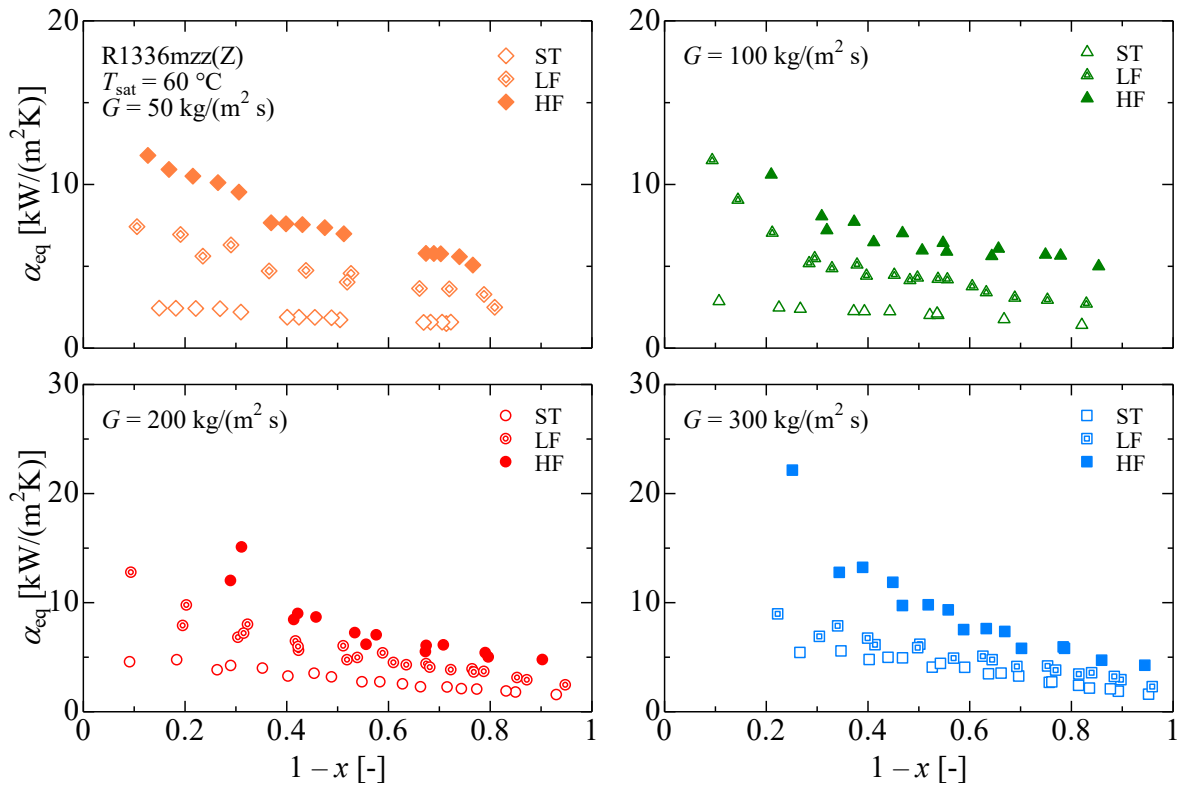 20
10
0
α_eq [kW/(m²K)]
R1336mzz(Z)
T_sat = 60 °C
G = 50 kg/(m² s)
ST
LF
HF
20
10
0
G = 100 kg/(m² s)
ST
LF
HF
30
20
10
0
α_eq [kW/(m²K)]
G = 200 kg/(m² s)
ST
LF
HF
0 0.2 0.4 0.6 0.8 1
1 – x [-]
30
20
10
0
G = 300 kg/(m² s)
ST
LF
HF
0 0.2 0.4 0.6 0.8 1
1 – x [-]